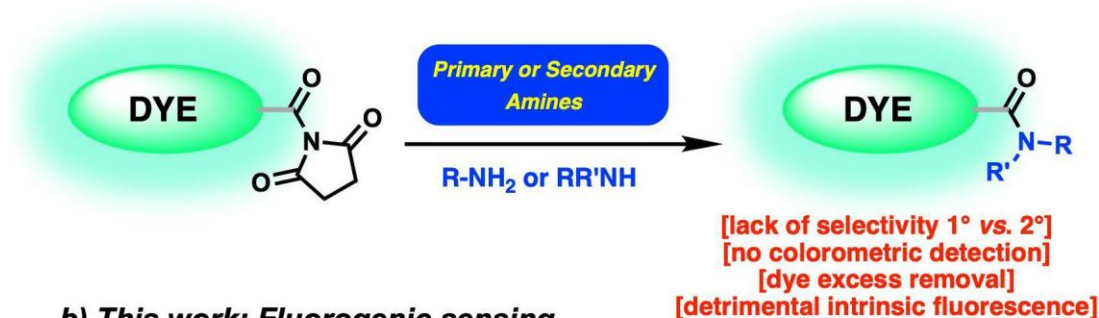 DYE
O
N
O
O
Primary or Secondary
Amines
R-NH2 or RR'NH
DYE
O
N-R
R'
[lack of selectivity 1° vs. 2°]
[no colorometric detection]
[dye excess removal]
[detrimental intrinsic fluorescence]
b) This work: Fluorogenic sensing